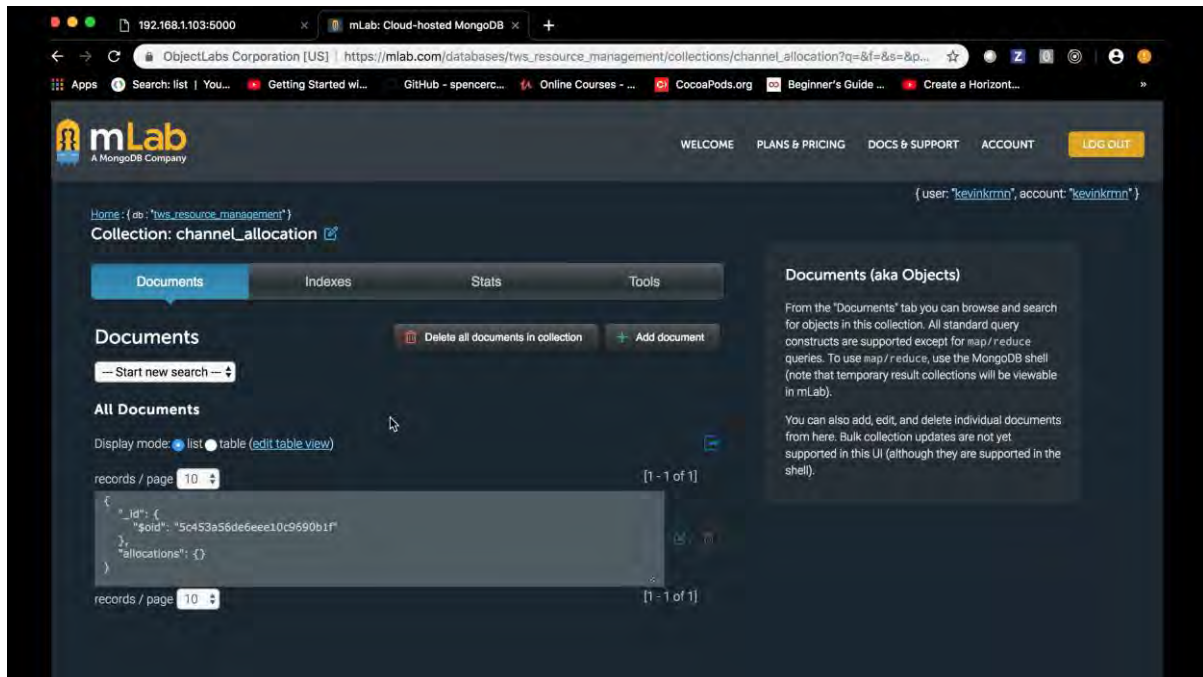 192.168.1.103:5000
mLab: Cloud-hosted MongoDB
ObjectLabs Corporation [US] | https://mlab.com/databases/tws_resource_management/collections/channel_allocation?q=&f=&s=&p...
Apps Search: list | You... Getting Started wi... GitHub - spencerc... Online Courses - ... CocoaPods.org Beginner's Guide ... Create a Horizont... »
mLab
A MongoDB Company
WELCOME PLANS & PRICING DOCS & SUPPORT ACCOUNT LOG OUT
{ user: "kevinkrmn", account: "kevinkrmn" }
Home : { db : "tws_resource_management" }
Collection: channel_allocation
Documents Indexes Stats Tools
Documents
Delete all documents in collection + Add document
-- Start new search --
All Documents
Display mode: list table (edit table view)
records / page 10 [1 - 1 of 1]
{
"_id": {
"$oid": "5c453a56de6eee10c9690b1f"
},
"allocations": {}
}
records / page 10 [1 - 1 of 1]
Documents (aka Objects)
From the "Documents" tab you can browse and search
for objects in this collection. All standard query
constructs are supported except for map/reduce
queries. To use map/reduce, use the MongoDB shell
(note that temporary result collections will be viewable
in mLab).
You can also add, edit, and delete individual documents
from here. Bulk collection updates are not yet
supported in this UI (although they are supported in the
shell).